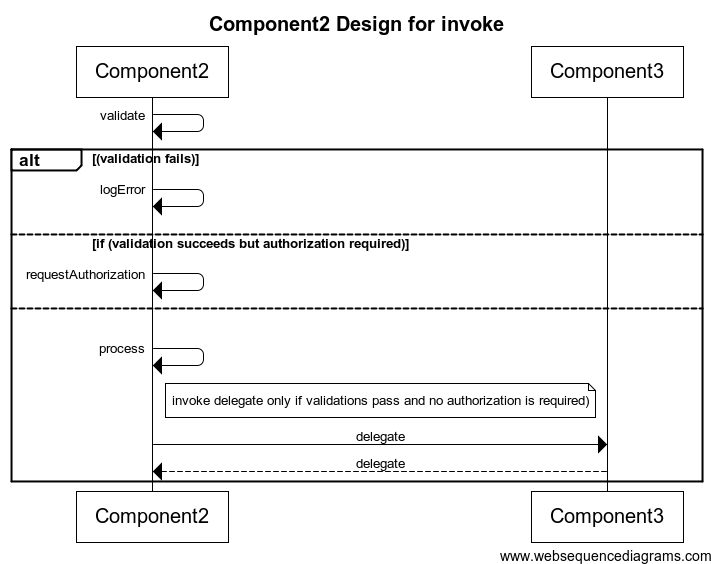 Component2 Design for invoke
Component2
Component3
validate
alt
[(validation fails)]
logError
[if (validation succeeds but authorization required)]
requestAuthorization
process
invoke delegate only if validations pass and no authorization is required)
delegate
delegate
Component2
Component3
www.websequencediagrams.com